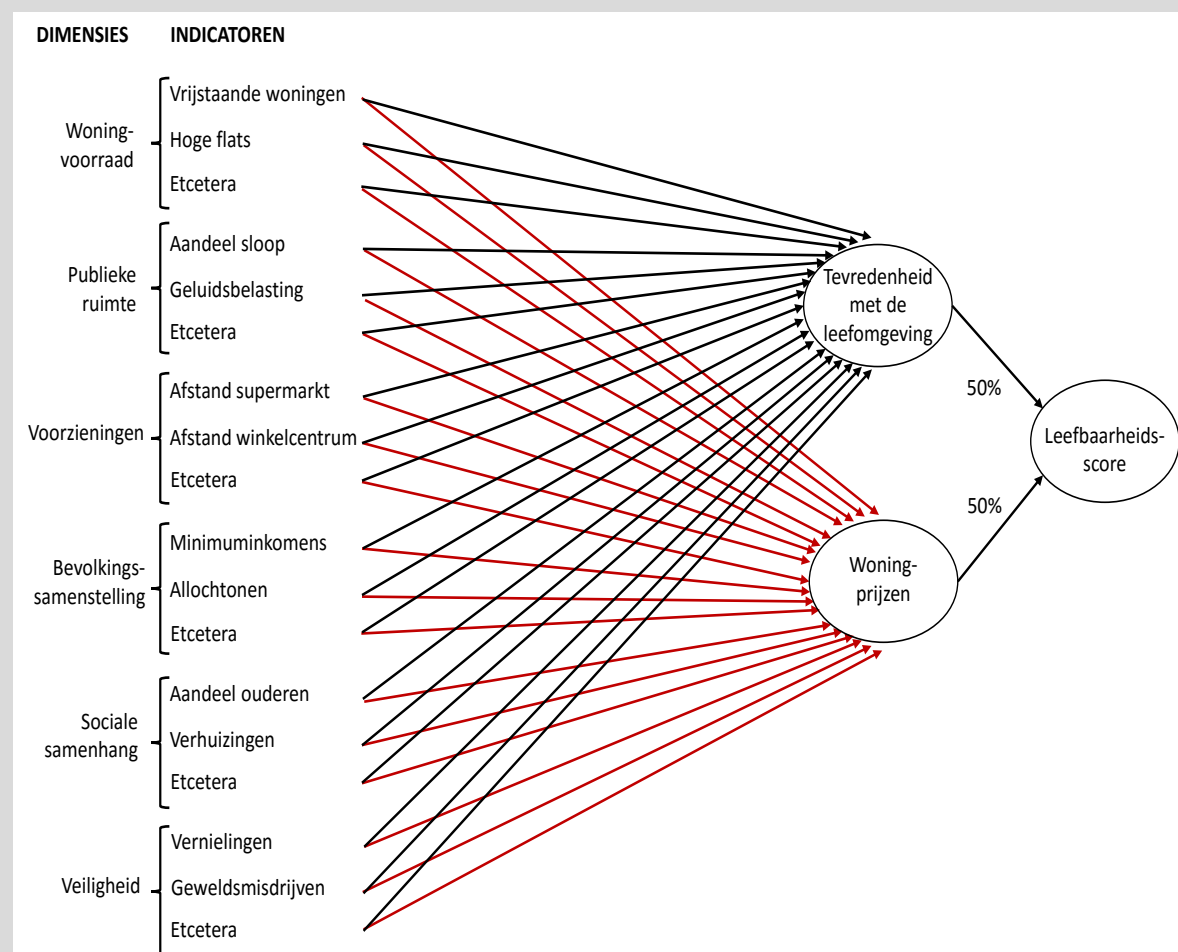 DIMENSIES INDICATOREN
Woning-
voorraad
Vrijstaande woningen
Hoge flats
Etcetera
Publieke
ruimte
Aandeel sloop
Geluidsbelasting
Etcetera
Voorzieningen
Afstand supermarkt
Afstand winkelcentrum
Etcetera
Bevolkings-
samenstelling
Minimuminkomens
Allochtonen
Etcetera
Sociale
samenhang
Aandeel ouderen
Verhuizingen
Etcetera
Veiligheid
Vernielingen
Geweldsmisdrijven
Etcetera
Tevredenheid
met de
leefomgeving
Woning-
prijzen
50%
50%
Leefbaarheids-
score